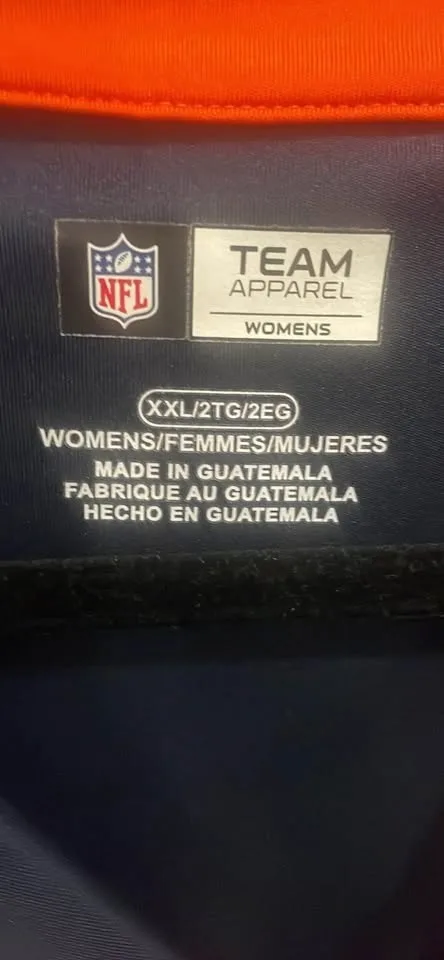 NFL
TEAM
APPAREL
WOMENS
XXL/2TG/2EG
WOMENS/FEMMES/MUJERES
MADE IN GUATEMALA
FABRIQUE AU GUATEMALA
HECHO EN GUATEMALA